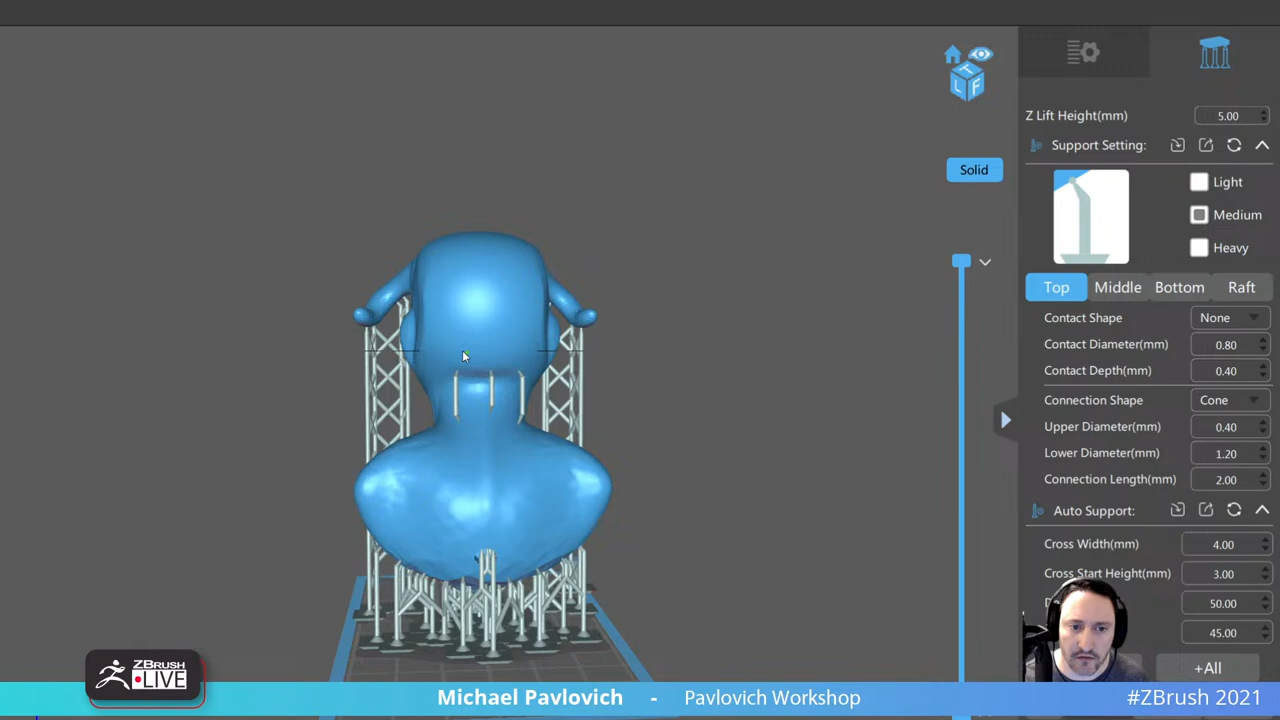 Z Lift Height(mm) 5.00
Support Setting:
Solid
Light
Medium
Heavy
Top Middle Bottom Raft
Contact Shape None
Contact Diameter(mm) 0.80
Contact Depth(mm) 0.40
Connection Shape Cone
Upper Diameter(mm) 0.40
Lower Diameter(mm) 1.20
Connection Length(mm) 2.00
Auto Support:
Cross Width(mm) 4.00
Cross Start Height(mm) 3.00
50.00
45.00
+All
T
L F
ZBRUSH
LIVE
Michael Pavlovich - Pavlovich Workshop #ZBrush 2021